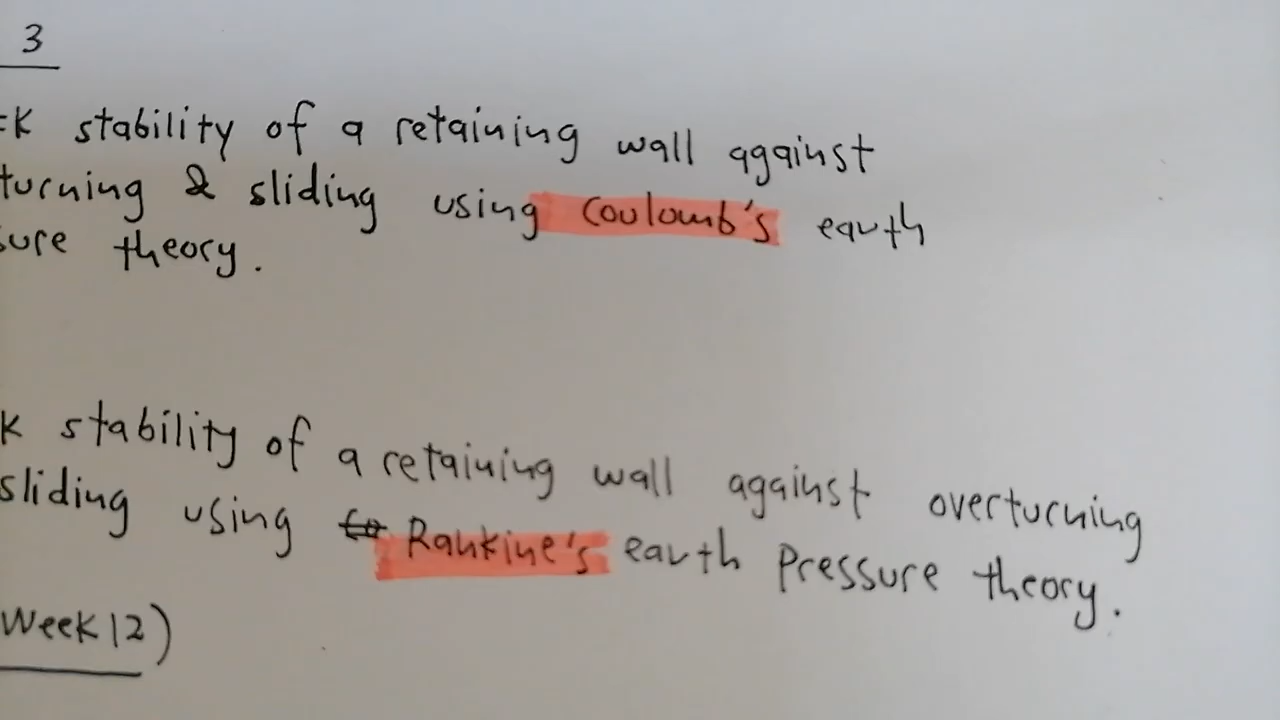 3
K stability of a retaining wall against
turning & sliding using Coulomb's earth
sure theory.
K stability of a retaining wall against overturning
sliding using Rankine's earth Pressure theory.
Week 12)